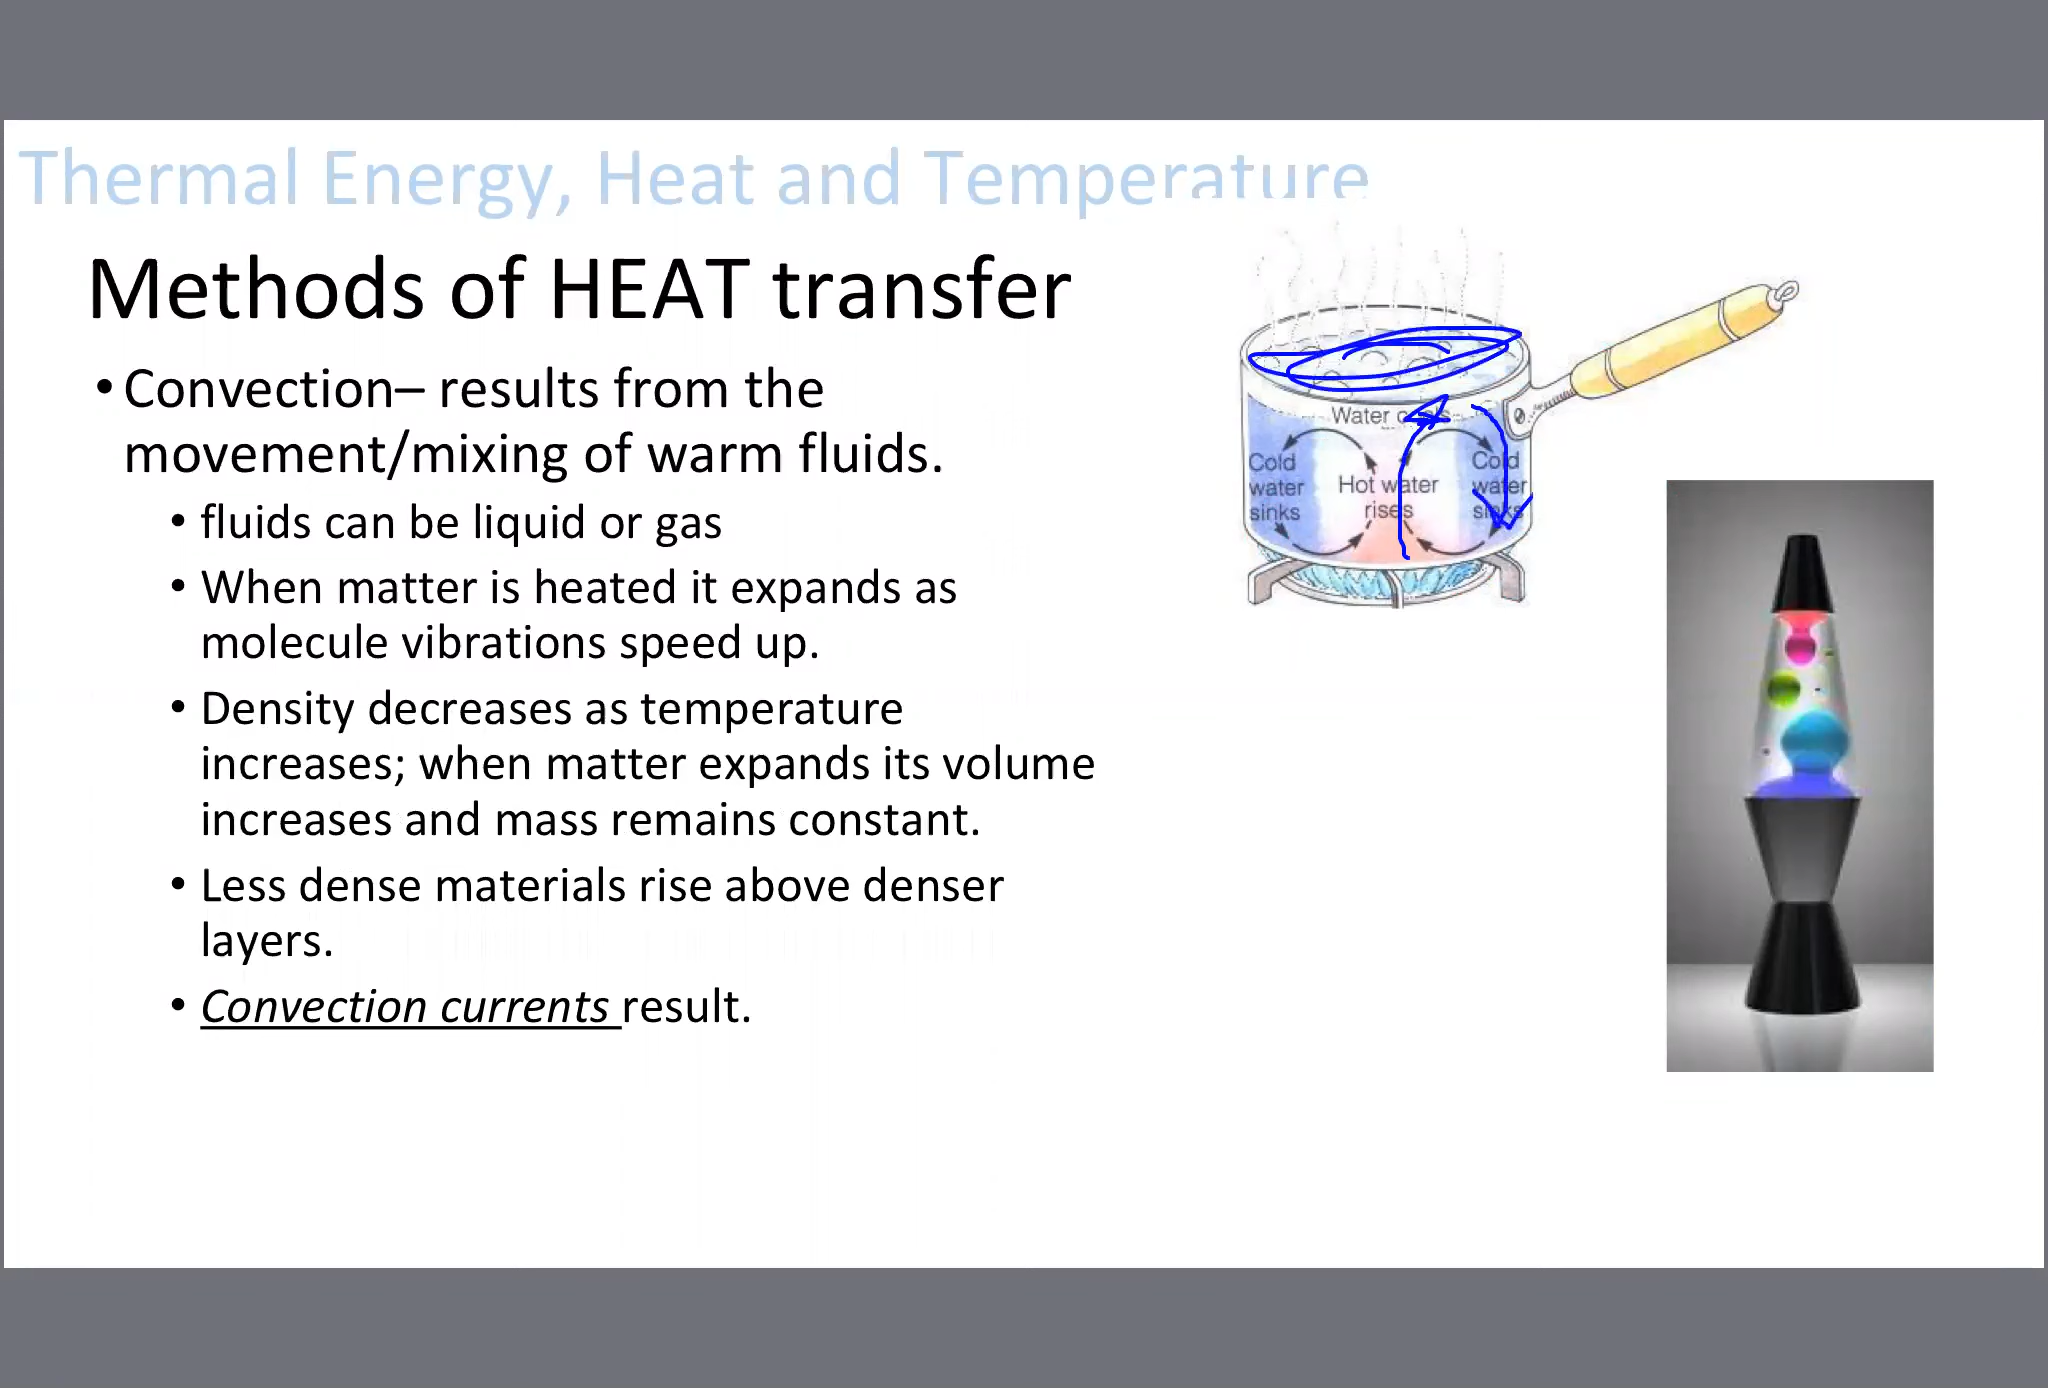 Thermal Energy, Heat and Temperature
Methods of HEAT transfer
•Convection– results from the
movement/mixing of warm fluids.
• fluids can be liquid or gas
• When matter is heated it expands as
molecule vibrations speed up.
• Density decreases as temperature
increases; when matter expands its volume
increases and mass remains constant.
• Less dense materials rise above denser
layers.
• Convection currents result.
Water cools
Cold
water
sinks
Hot water
rises
Cold
water
sinks